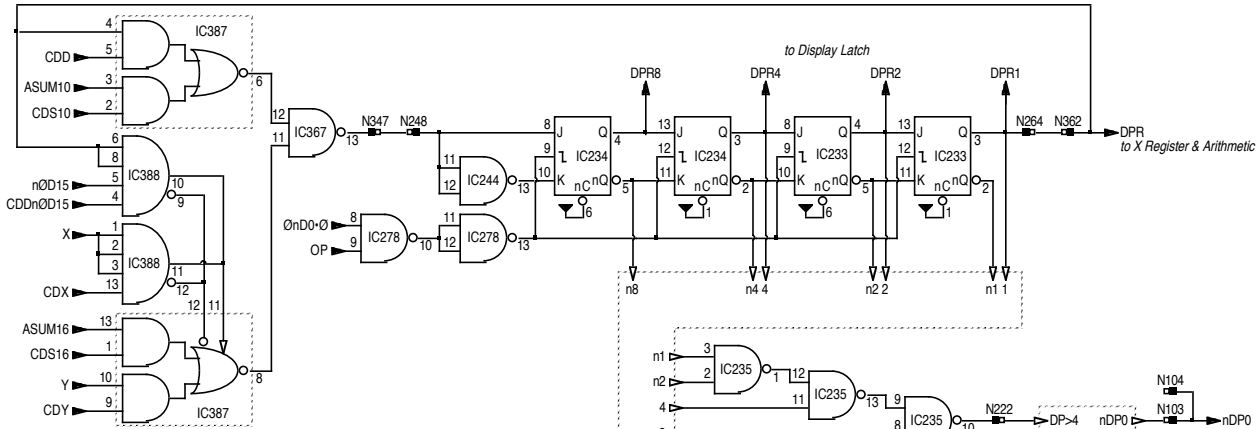 4
IC387
CDD
5
6
ASUM10
3
CDS10
2
to Display Latch
DPR8
DPR4
DPR2
DPR1
12
11
IC367
13
N347
N248
8
J
Q
4
9
IC234
10
K
nQ
5
nC
6
13
J
Q
3
12
IC234
11
K
nQ
2
nC
1
8
J
Q
4
9
IC233
10
K
nQ
5
nC
6
13
J
Q
3
12
IC233
11
K
nQ
2
nC
1
N264
N362
DPR
to X Register & Arithmetic
6
8
nØD15
5
CDDnØD15
4
IC388
10
9
11
12
IC244
13
ØnD0•Ø
8
OP
9
IC278
10
11
12
IC278
13
X
1
2
3
CDX
13
IC388
11
12
12
11
n8
n4
4
n2
2
n1
1
ASUM16
13
CDS16
1
Y
10
CDY
9
8
IC387
n1
3
n2
2
IC235
1
12
4
11
IC235
13
9
8
IC235
10
N222
DP>4
nDP0
N104
N103
nDP0